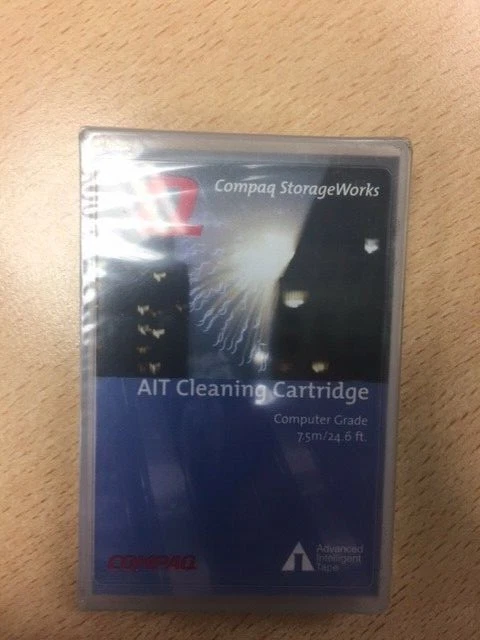 Compaq StorageWorks
AIT Cleaning Cartridge
Computer Grade
7.5m/24.6 ft.
COMPAQ
Advanced
Intelligent
Tape